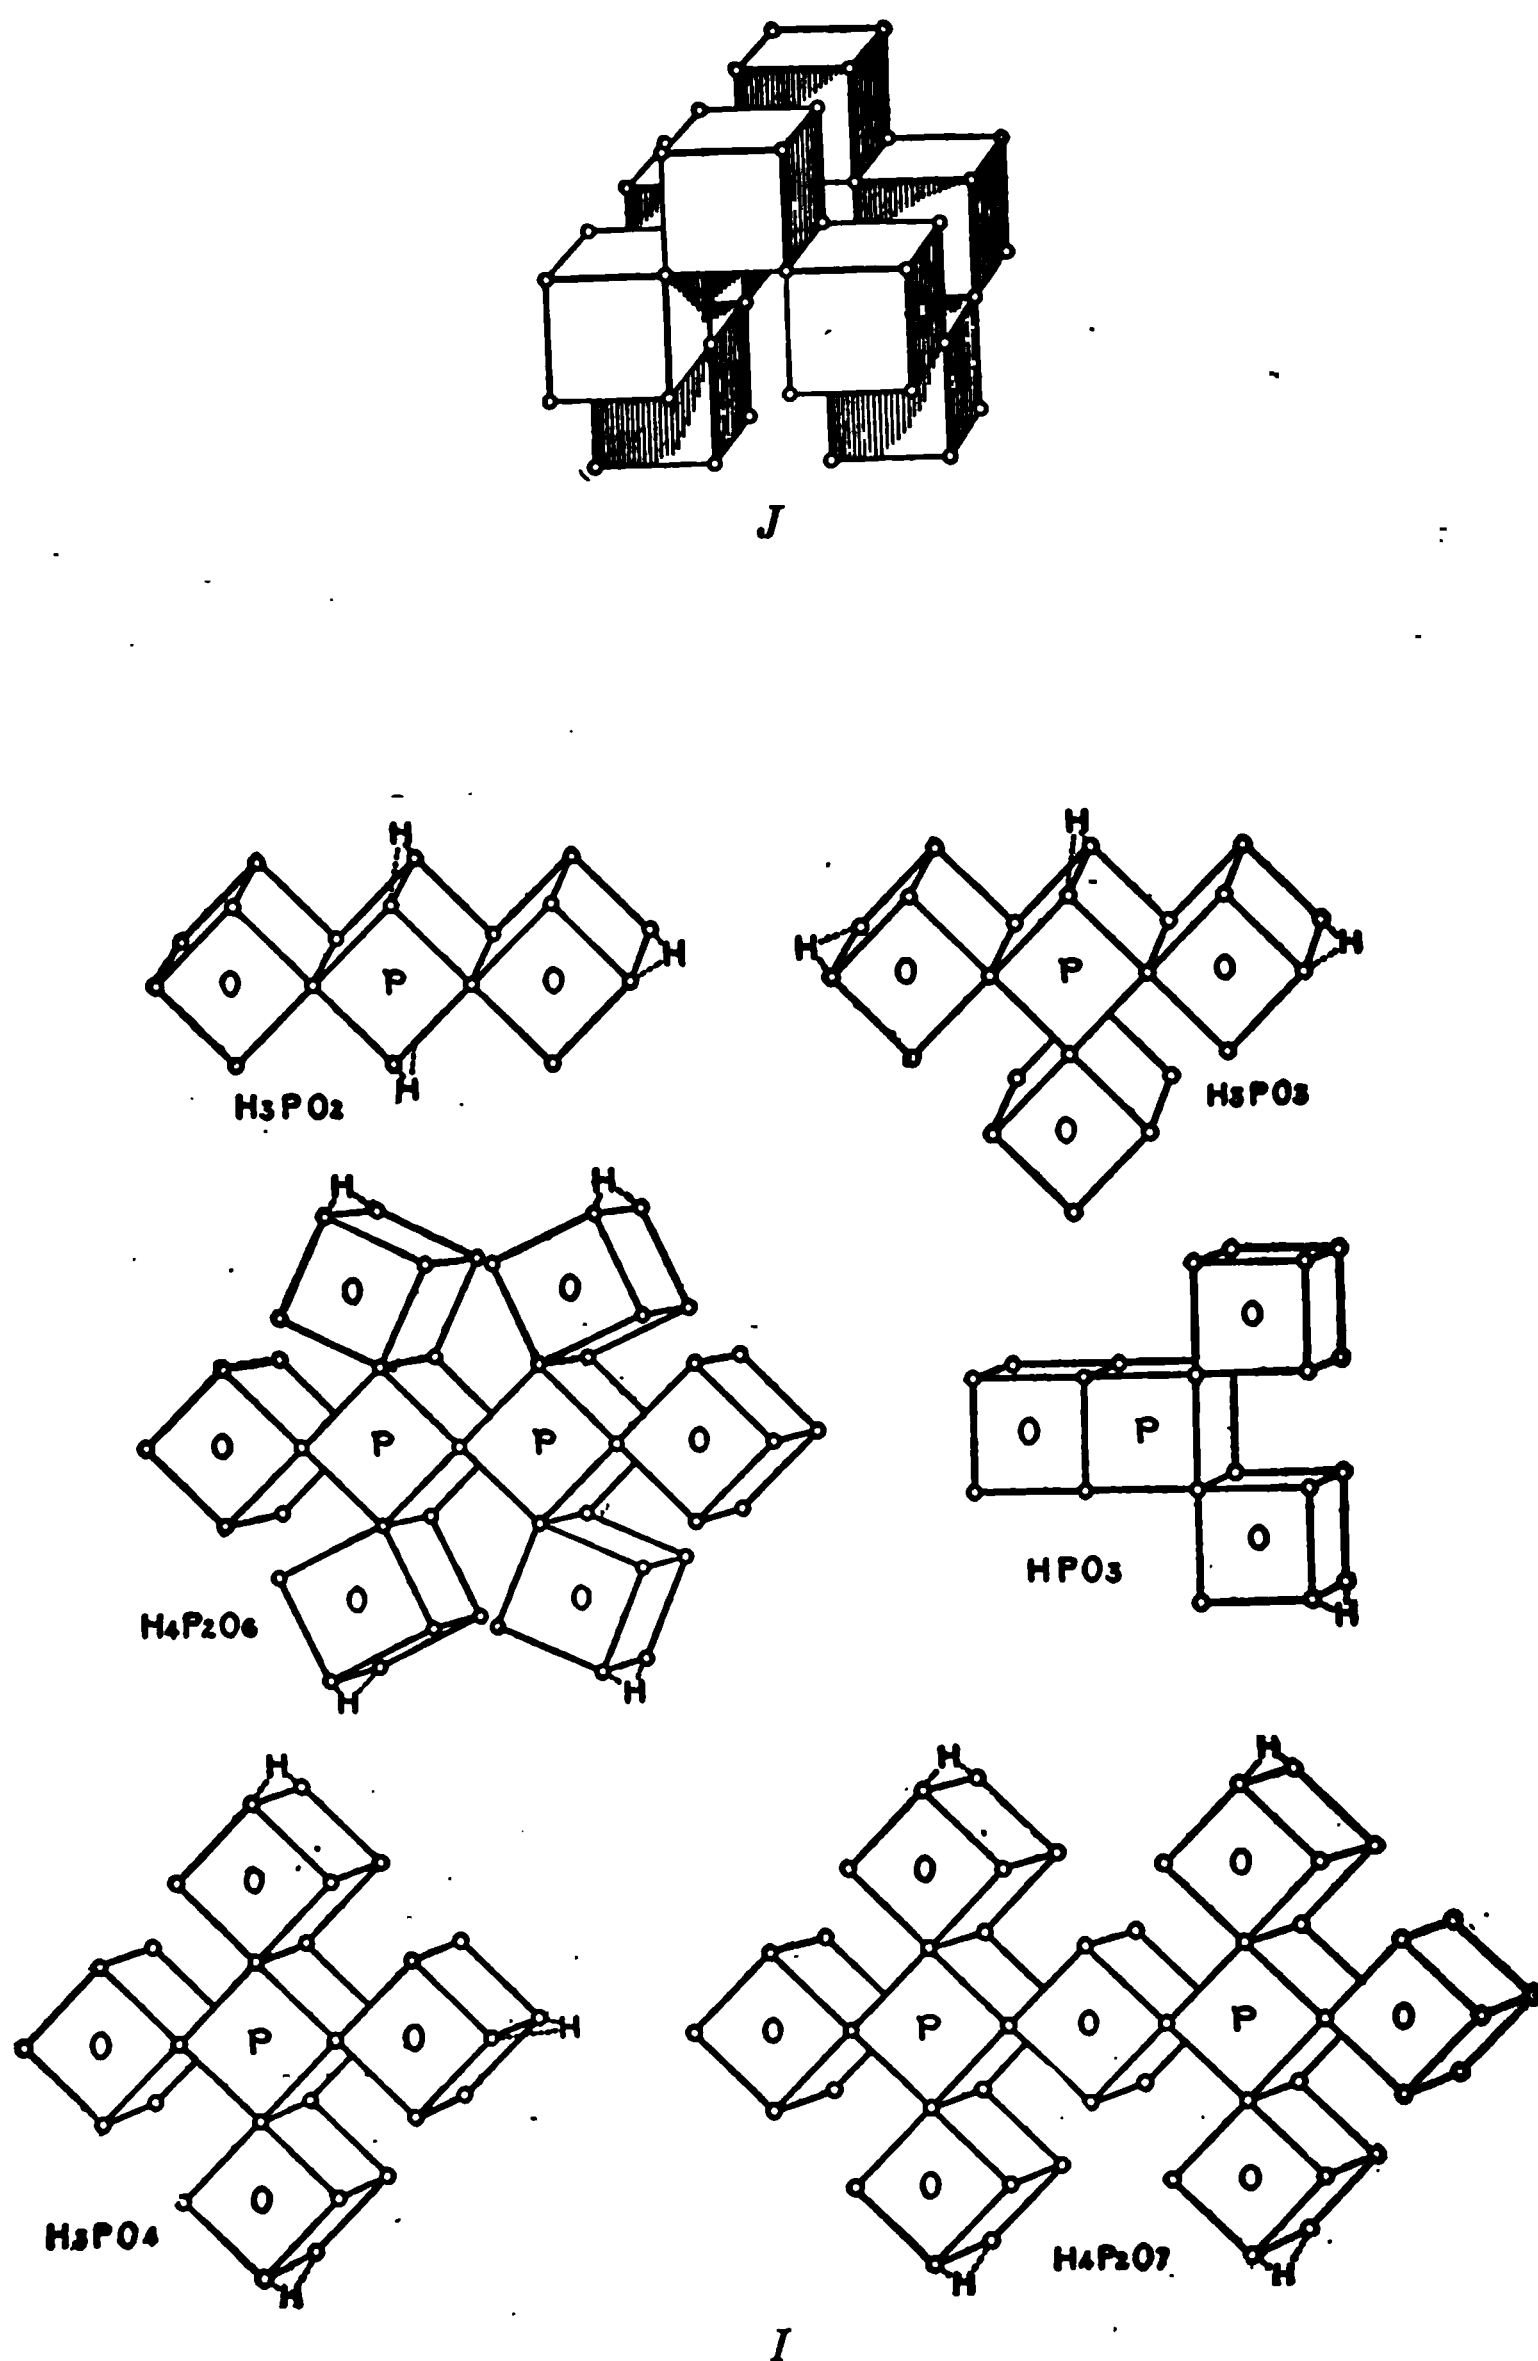 J
H H
H O P O H H O P O H
H
H3PO2 O H3PO3
H H
O O
O
O P P O O P
O O O
H4P2O6 HPO3
H H H
H H H
O O O
O P O H O P O P O
O O O
H3PO4 H4P2O7
H H H
I